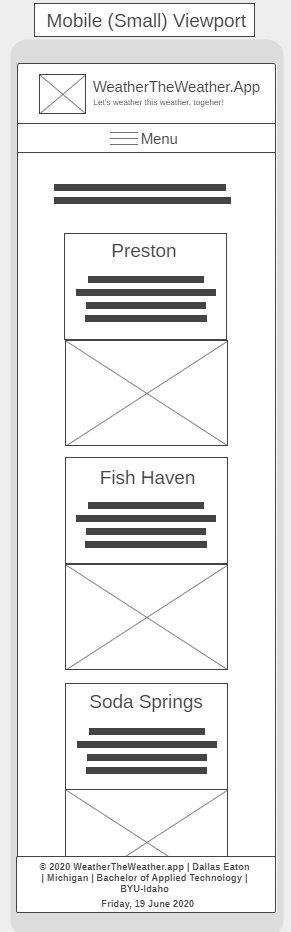 Mobile (Small) Viewport
WeatherTheWeather.App
Let's weather this weather, togeher!
Menu
Preston
Fish Haven
Soda Springs
© 2020 WeatherTheWeather.app | Dallas Eaton
| Michigan | Bachelor of Applied Technology |
BYU-Idaho
Friday, 19 June 2020